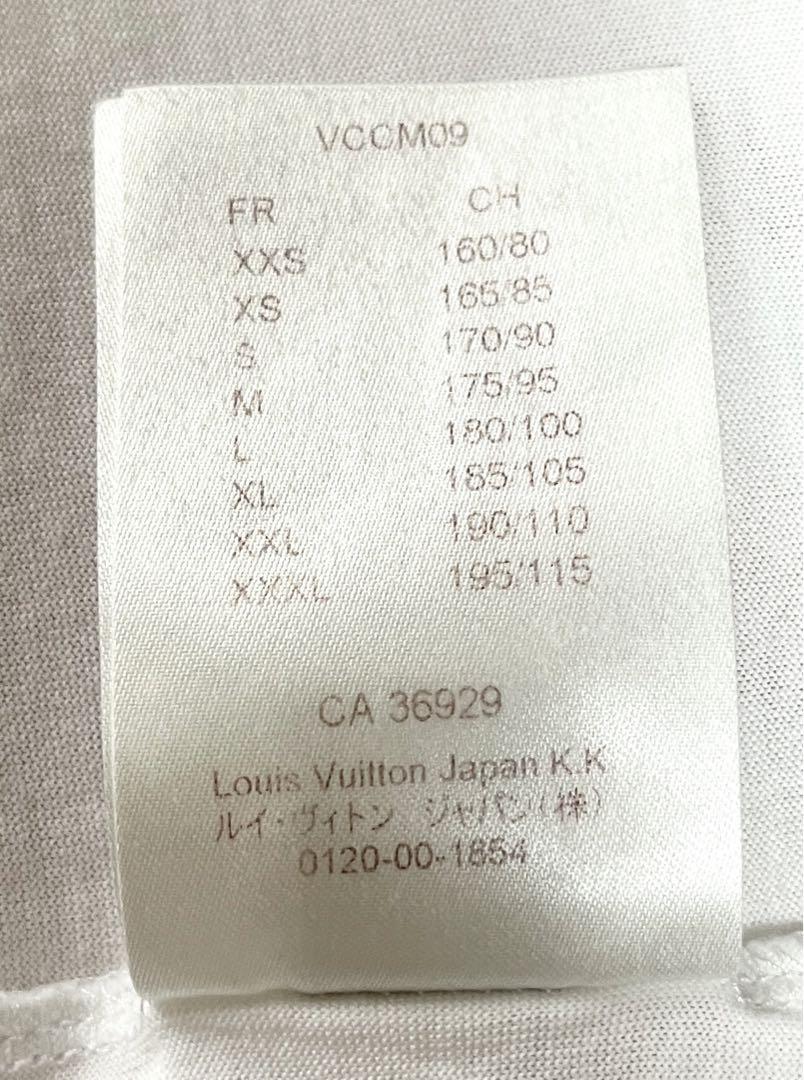 VCCM09
FR CH
XXS 160/80
XS 165/85
S 170/90
M 175/95
L 180/100
XL 185/105
XXL 190/110
XXXL 195/115
CA 36929
Louis Vuitton Japan K.K
ルイ・ヴィトン ジャパン(株)
0120-00-1854